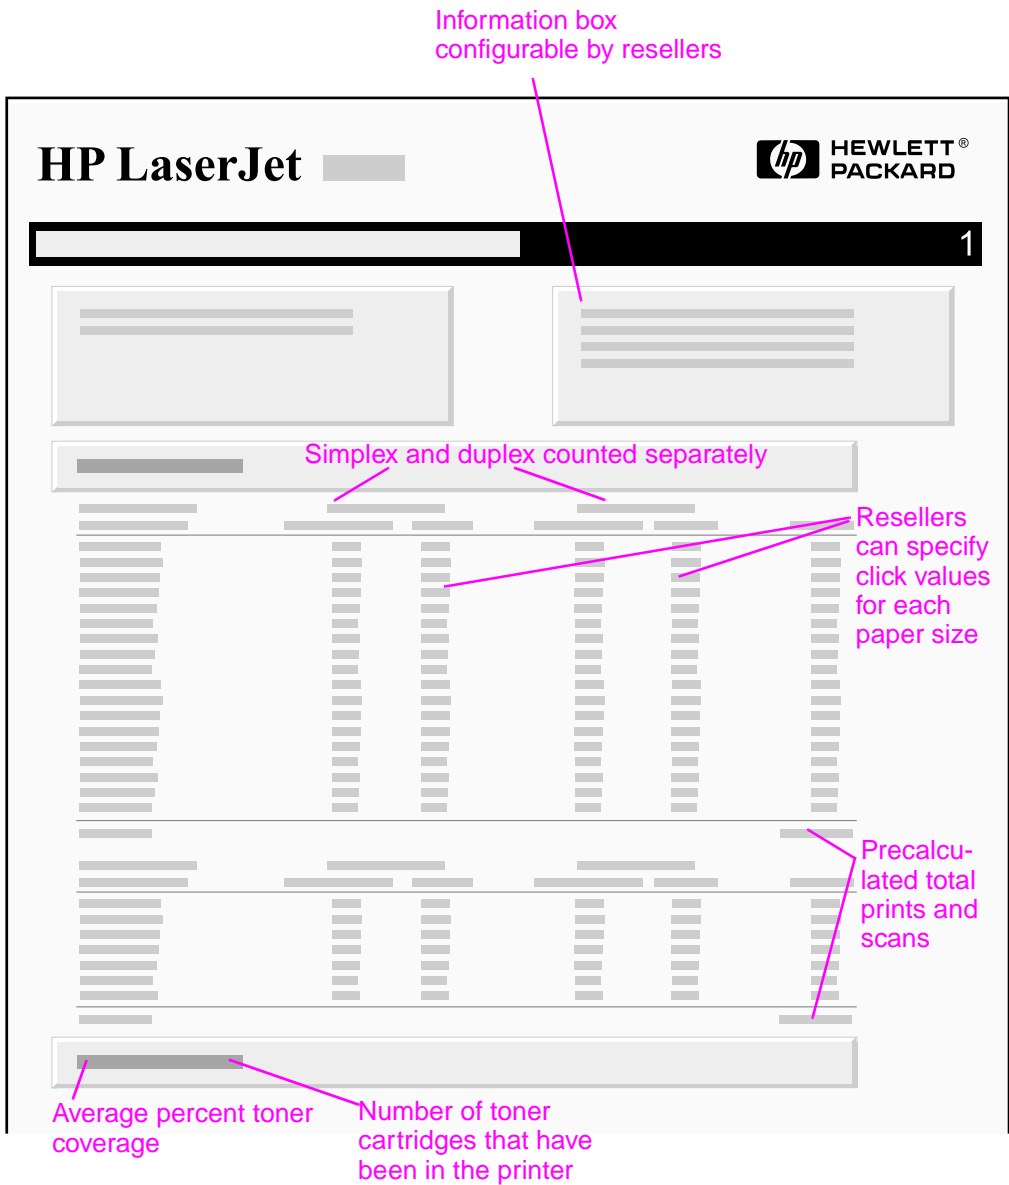 Information box
configurable by resellers
HP LaserJet
hp HEWLETT®
PACKARD
1
Simplex and duplex counted separately
Resellers
can specify
click values
for each
paper size
Precalcu-
lated total
prints and
scans
Average percent toner
coverage
Number of toner
cartridges that have
been in the printer